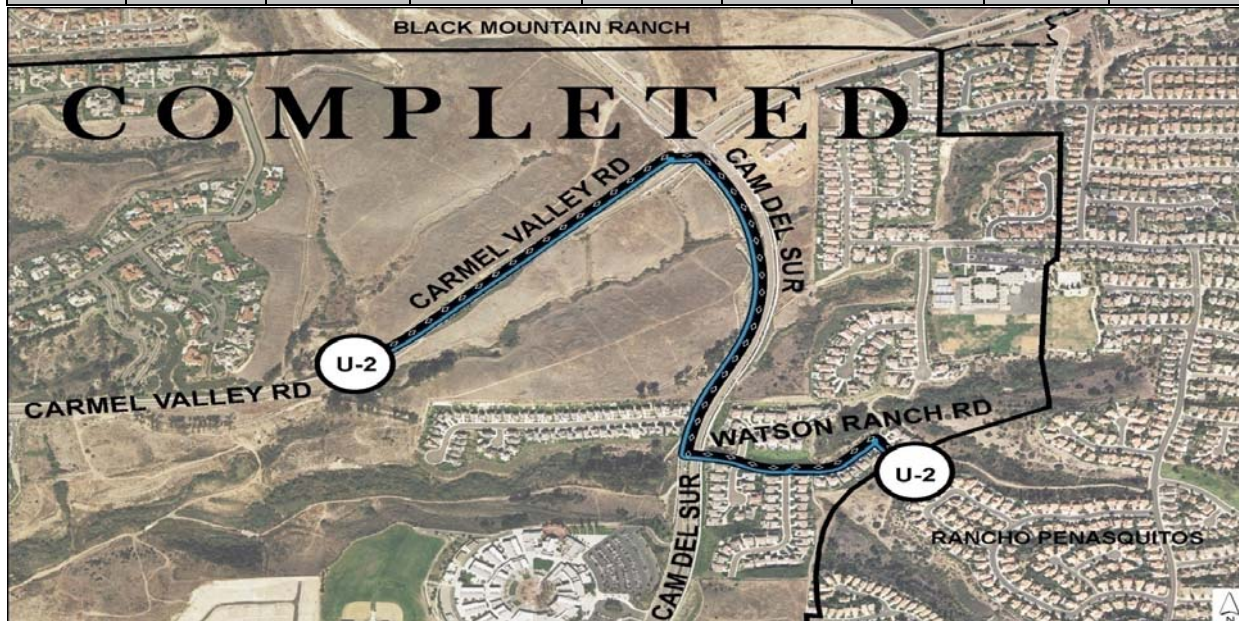 BLACK MOUNTAIN RANCH
COMPLETED
CARMEL VALLEY RD
CAM DEL SUR
U-2
CARMEL VALLEY RD
WATSON RANCH RD
U-2
CAM DEL SUR
RANCHO PENASQUITOS
N